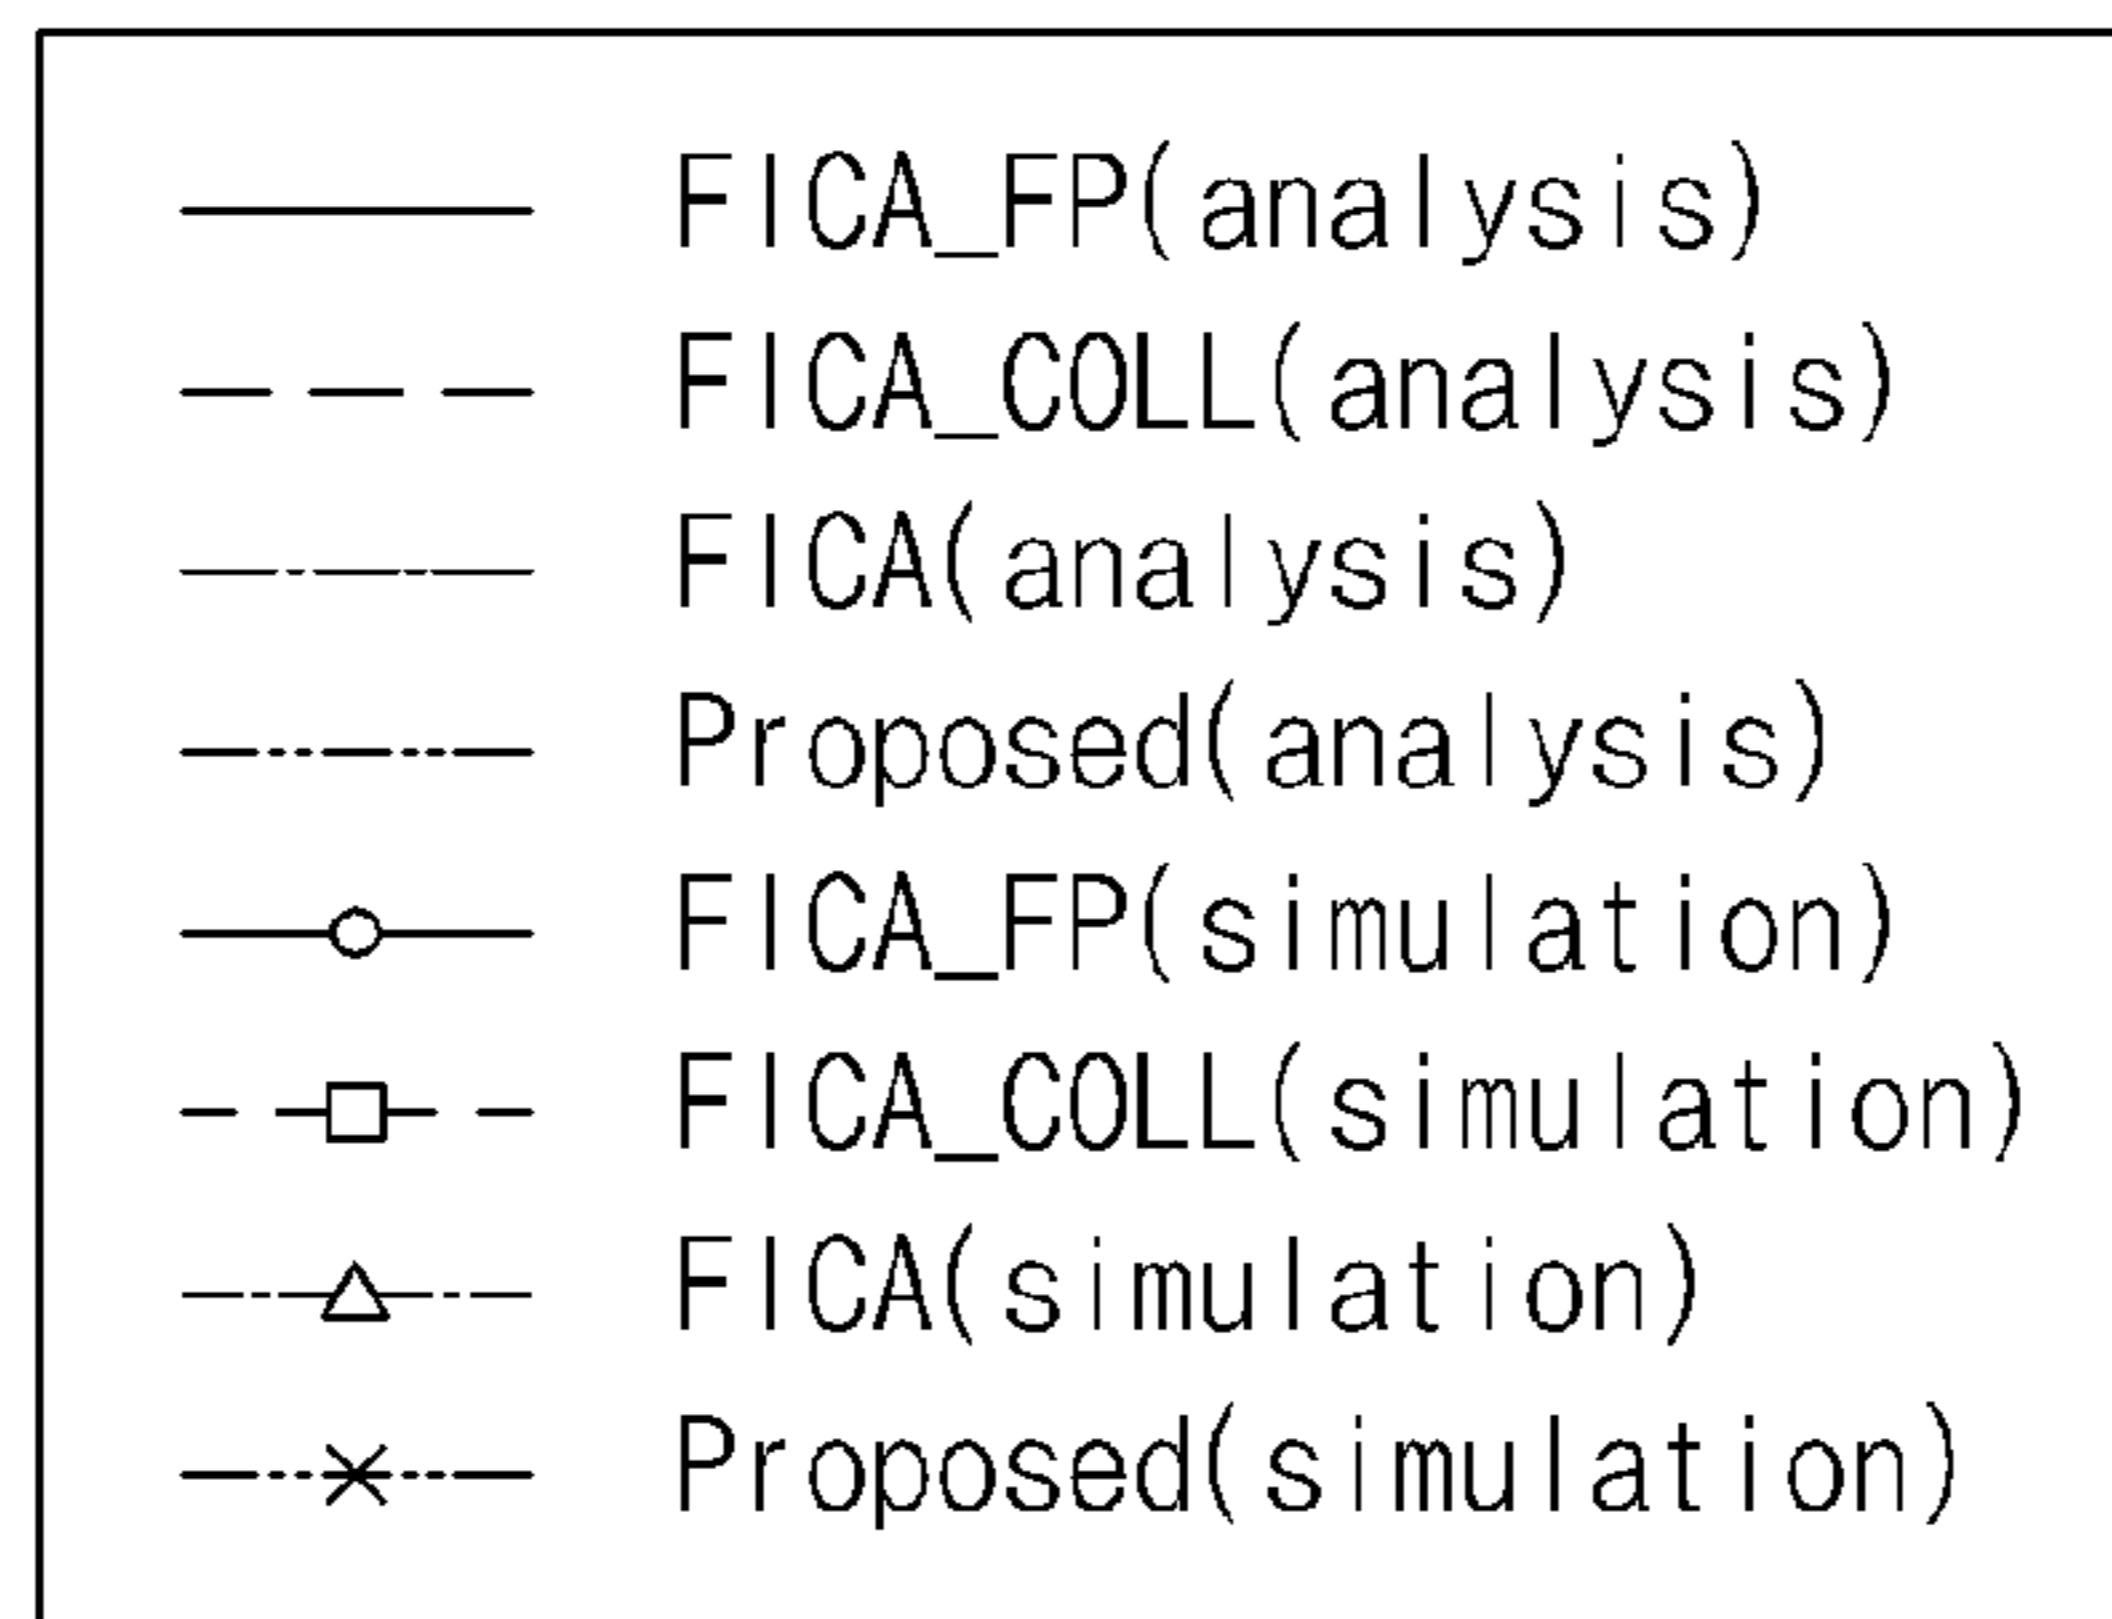 FICA_FP(analysis)
FICA_COLL(analysis)
FICA(analysis)
Proposed(analysis)
FICA_FP(simulation)
FICA_COLL(simulation)
FICA(simulation)
Proposed(simulation)